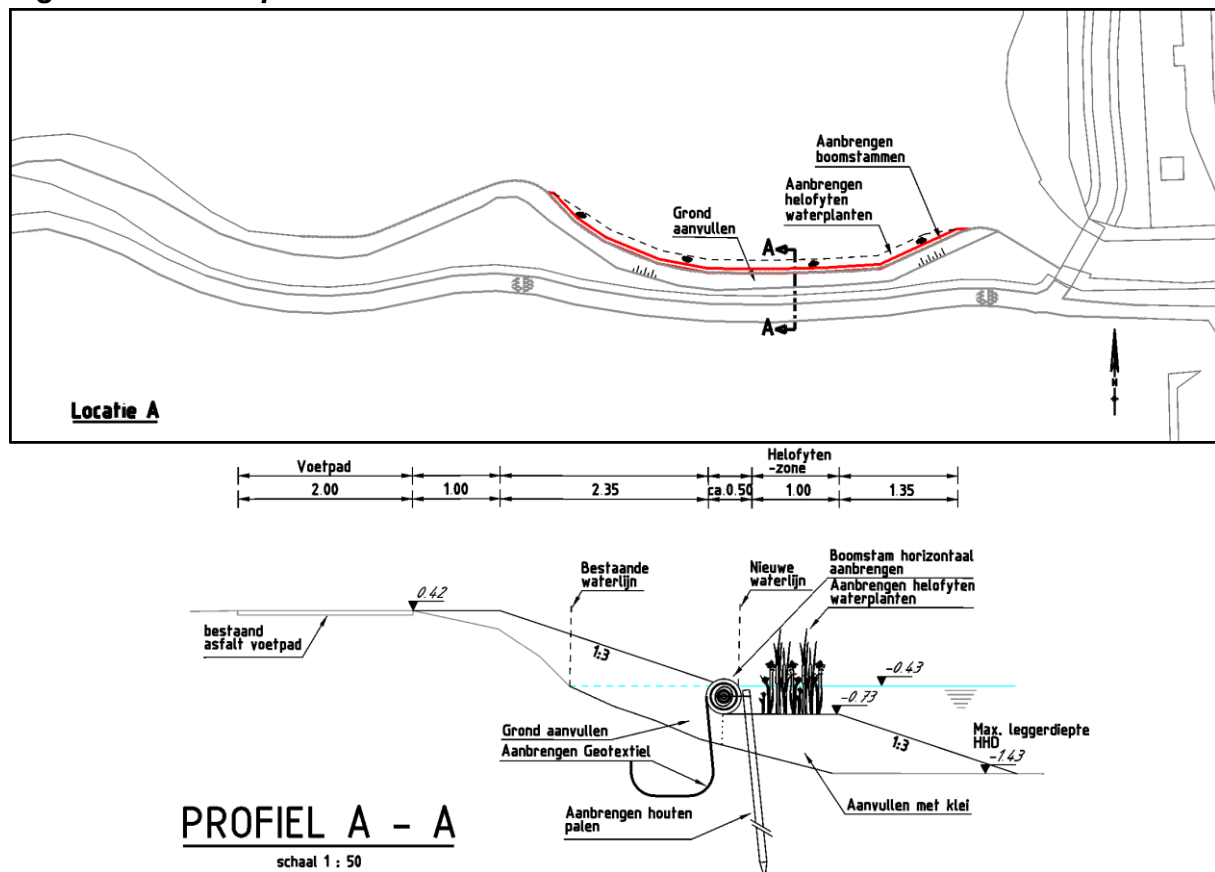 Aanbrengen
boomstammen
Aanbrengen
helofyten
waterplanten
Grond
aanvullen
A
A
N
Locatie A
Voetpad
Helofyten
-zone
2.00
1.00
2.35
ca.0.50
1.00
1.35
Bestaande
waterlijn
Nieuwe
waterlijn
Boomstam horizontaal
aanbrengen
Aanbrengen helofyten
waterplanten
0.42
bestaand
asfalt voetpad
1:3
-0.43
-0.73
Grond aanvullen
Aanbrengen Geotextiel
1:3
Max. leggerdiepte
HHD
-1.43
Aanbrengen houten
palen
Aanvullen met klei
PROFIEL A - A
schaal 1 : 50